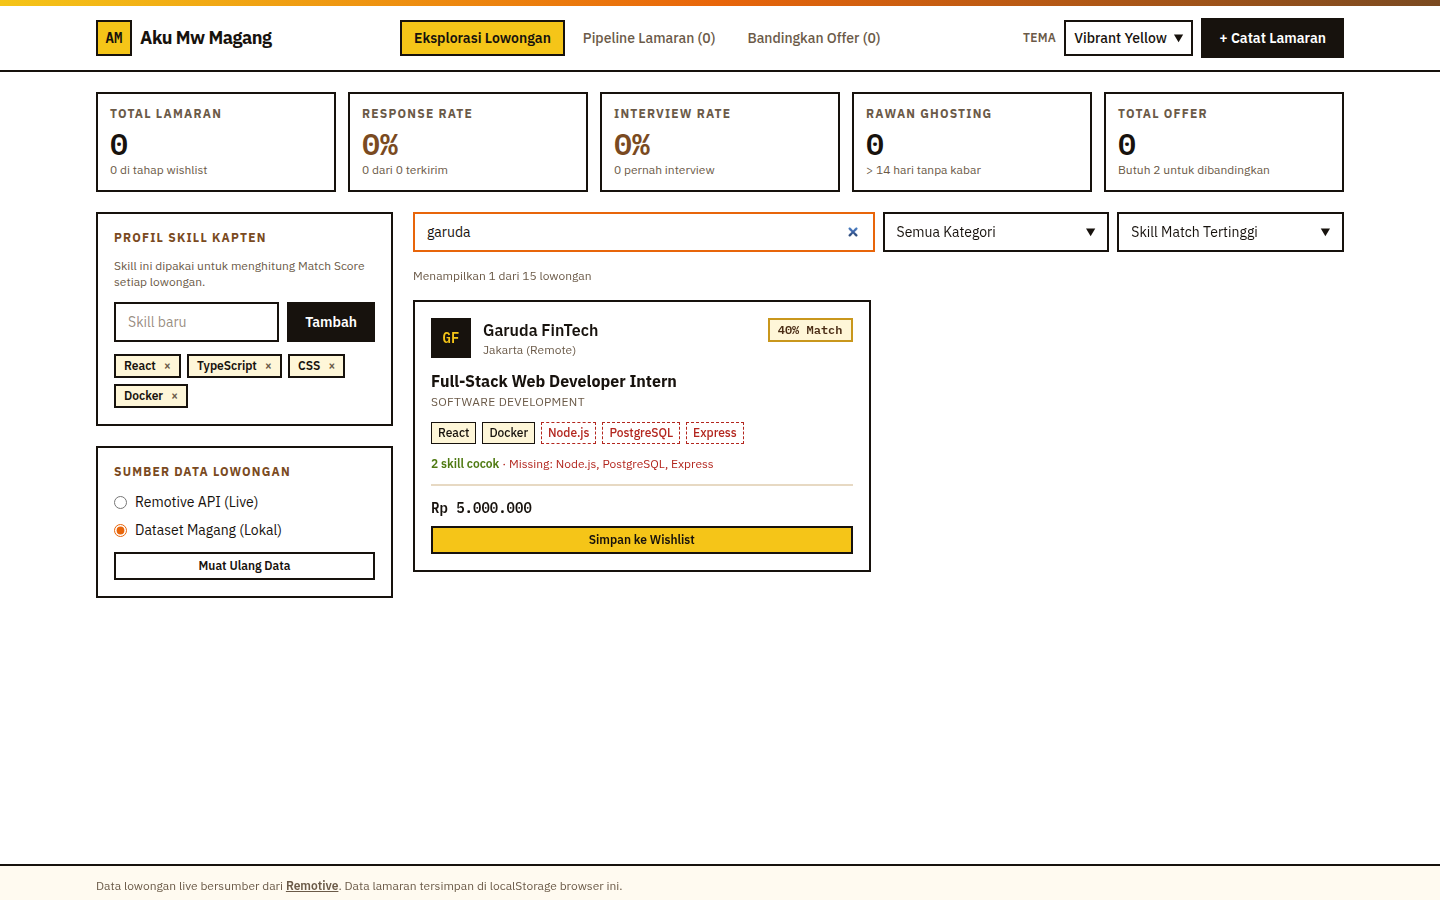 AM Aku Mw Magang
Eksplorasi Lowongan Pipeline Lamaran (0) Bandingkan Offer (0)
TEMA Vibrant Yellow ▼ + Catat Lamaran
TOTAL LAMARAN
0
0 di tahap wishlist
RESPONSE RATE
0%
0 dari 0 terkirim
INTERVIEW RATE
0%
0 pernah interview
RAWAN GHOSTING
0
> 14 hari tanpa kabar
TOTAL OFFER
0
Butuh 2 untuk dibandingkan
PROFIL SKILL KAPTEN
Skill ini dipakai untuk menghitung Match Score
setiap lowongan.
Skill baru Tambah
React × TypeScript × CSS ×
Docker ×
SUMBER DATA LOWONGAN
Remotive API (Live)
Dataset Magang (Lokal)
Muat Ulang Data
garuda ×
Semua Kategori ▼
Skill Match Tertinggi ▼
Menampilkan 1 dari 15 lowongan
GF Garuda FinTech
Jakarta (Remote)
40% Match
Full-Stack Web Developer Intern
SOFTWARE DEVELOPMENT
React Docker Node.js PostgreSQL Express
2 skill cocok · Missing: Node.js, PostgreSQL, Express
Rp 5.000.000
Simpan ke Wishlist
Data lowongan live bersumber dari Remotive. Data lamaran tersimpan di localStorage browser ini.